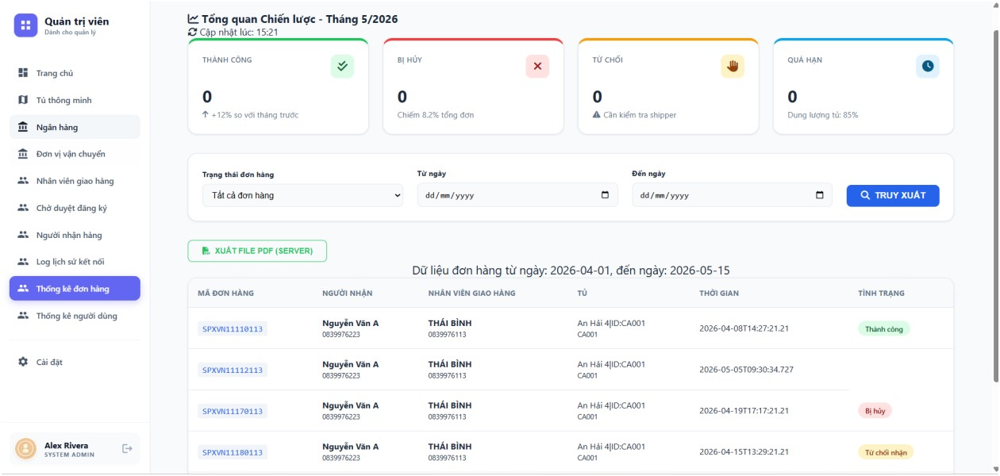 Quản trị viên
Dành cho quản lý
Trang chủ
Tủ thông minh
Ngân hàng
Đơn vị vận chuyển
Nhân viên giao hàng
Chờ duyệt đăng ký
Người nhận hàng
Log lịch sử kết nối
Thống kê đơn hàng
Thống kê người dùng
Cài đặt
Alex Rivera
SYSTEM ADMIN
Tổng quan Chiến lược - Tháng 5/2026
Cập nhật lúc: 15:21
THÀNH CÔNG
0
+12% so với tháng trước
BỊ HỦY
0
Chiếm 8.2% tổng đơn
TỪ CHỐI
0
Cần kiểm tra shipper
QUÁ HẠN
0
Dung lượng tủ: 85%
Trạng thái đơn hàng
Tất cả đơn hàng
Từ ngày
dd/mm/yyyy
Đến ngày
dd/mm/yyyy
TRUY XUẤT
XUẤT FILE PDF (SERVER)
Dữ liệu đơn hàng từ ngày: 2026-04-01, đến ngày: 2026-05-15
MÃ ĐƠN HÀNG NGƯỜI NHẬN NHÂN VIÊN GIAO HÀNG TỦ THỜI GIAN TÌNH TRẠNG
SPXVN11110113 Nguyễn Văn A THÁI BÌNH An Hải 4|ID:CA001 2026-04-08T14:27:21.21 Thành công
0839976223 0839976113 CA001
SPXVN11112113 Nguyễn Văn A THÁI BÌNH An Hải 4|ID:CA001 2026-05-05T09:30:34.727
0839976223 0839976113 CA001
SPXVN11170113 Nguyễn Văn A THÁI BÌNH An Hải 4|ID:CA001 2026-04-19T17:17:21.21 Bị hủy
0839976223 0839976113 CA001
SPXVN11180113 Nguyễn Văn A THÁI BÌNH An Hải 4|ID:CA001 2026-04-15T13:29:21.21 Từ chối nhận
0839976223 0839976113 CA001